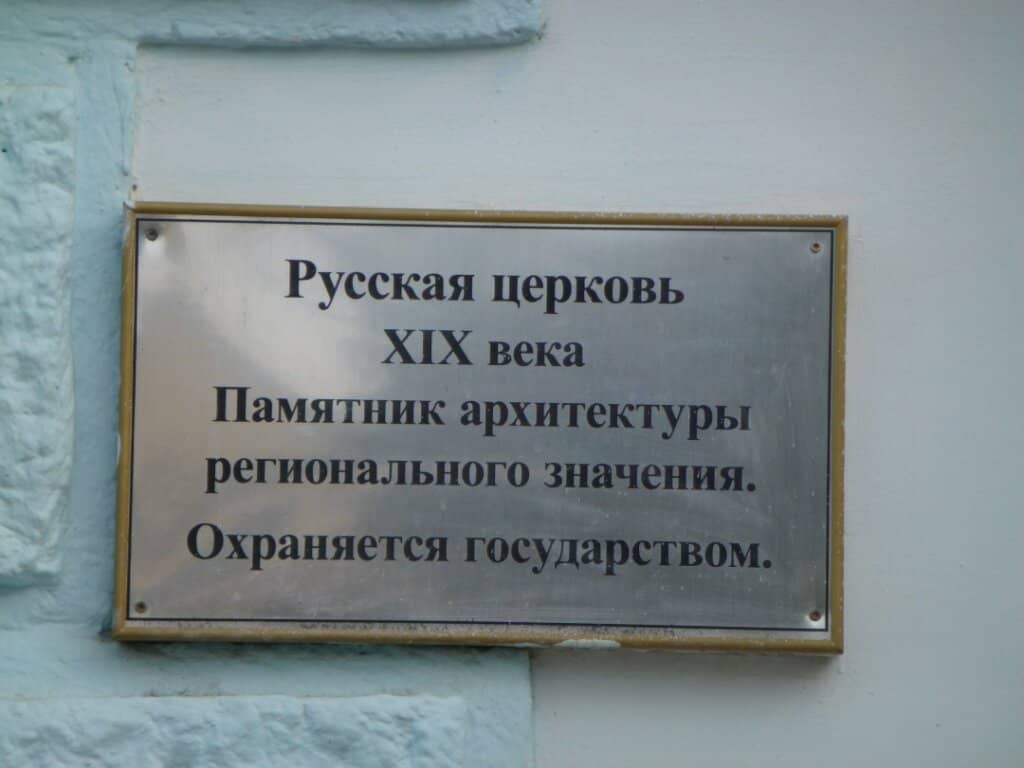 Русская церковь
XIX века
Памятник архитектуры
регионального значения.
Охраняется государством.